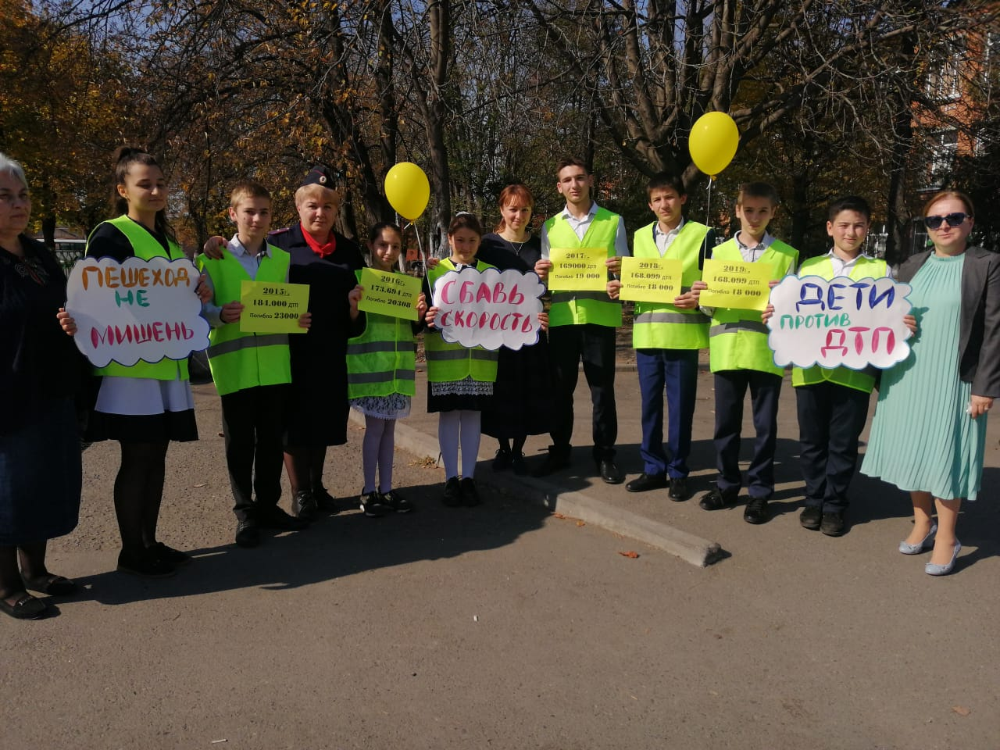 ПЕШЕХОД
НЕ
МИШЕНЬ
2015г.
184.000 ДТП
Погибло 23000
2016г.
173.694 ДТП
Погибло 20308
СБАВЬ
СКОРОСТЬ
2017г.
169000 ДТП
Погибло 19 000
2018г.
168.099 ДТП
Погибло 18 000
2019г.
168.099 ДТП
Погибло 18 000
ДЕТИ
ПРОТИВ
ДТП